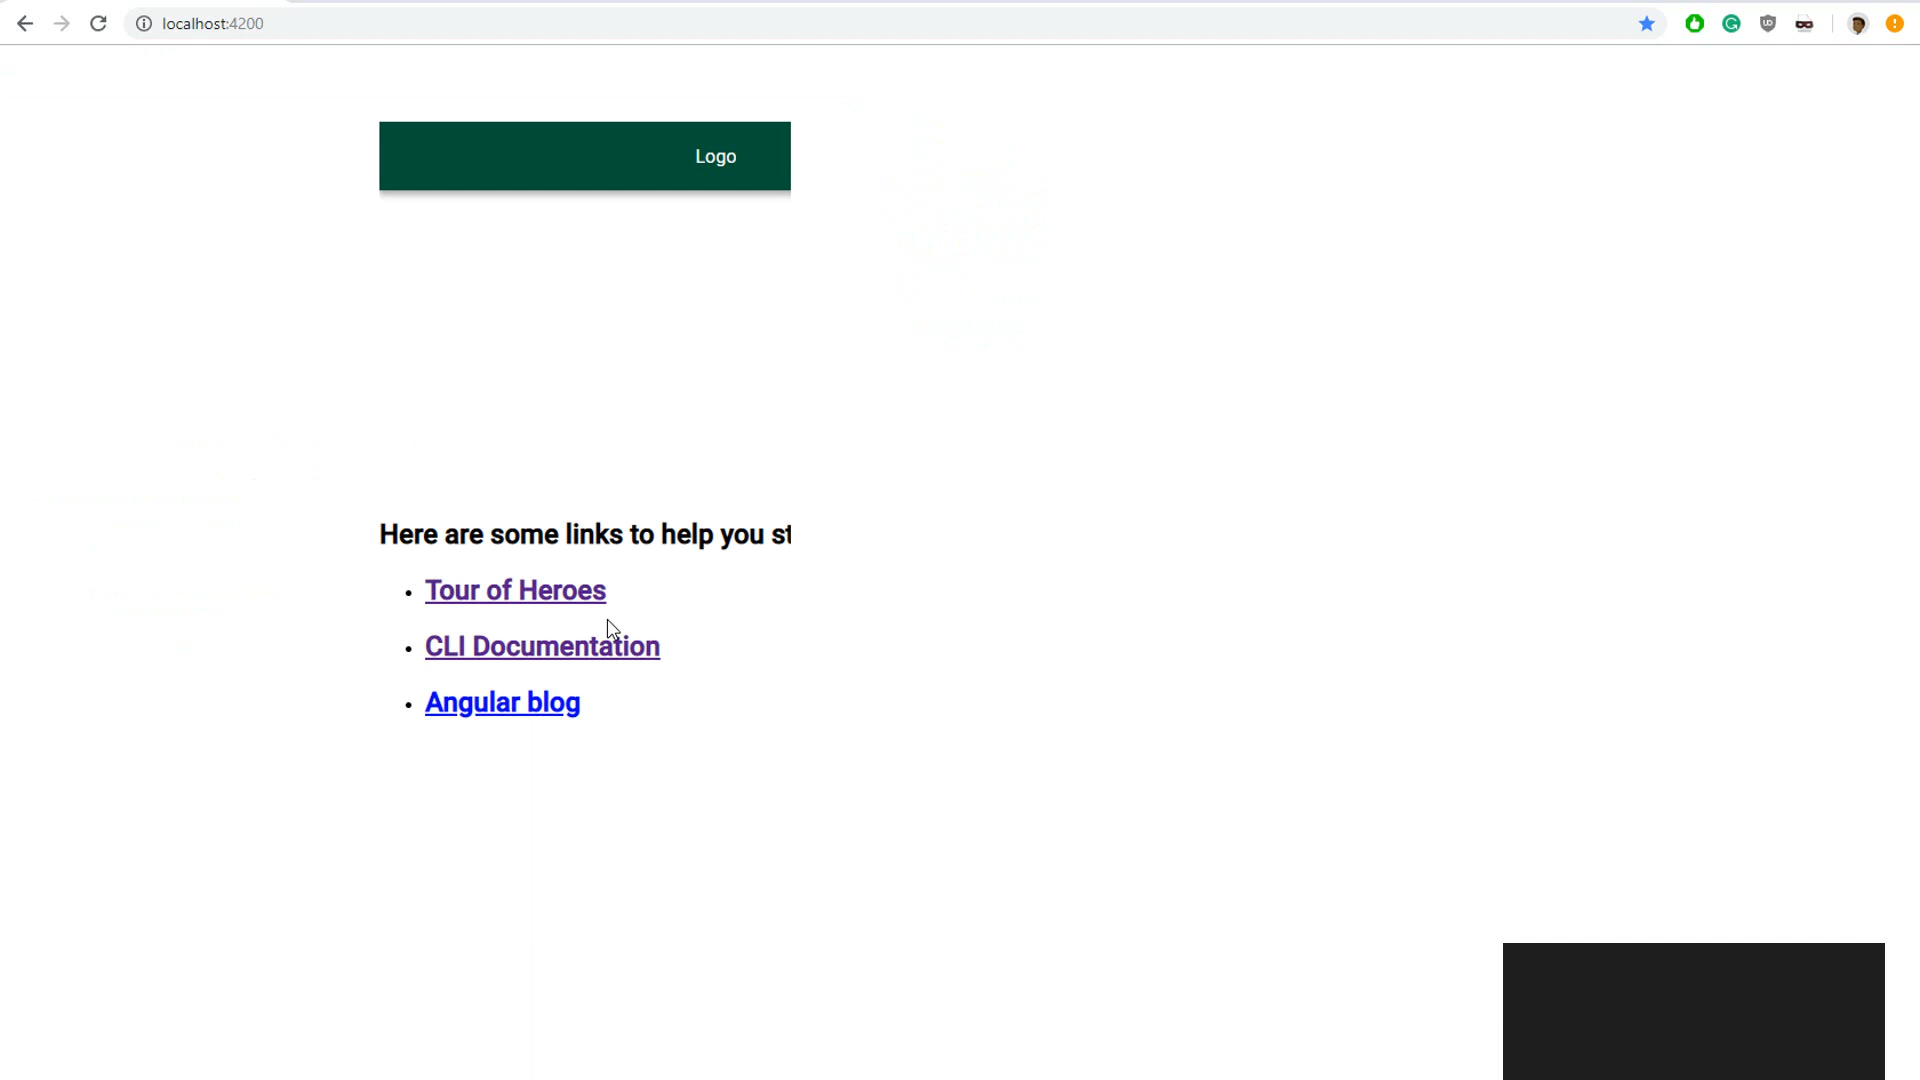 localhost:4200
Logo
Here are some links to help you st
Tour of Heroes
CLI Documentation
Angular blog